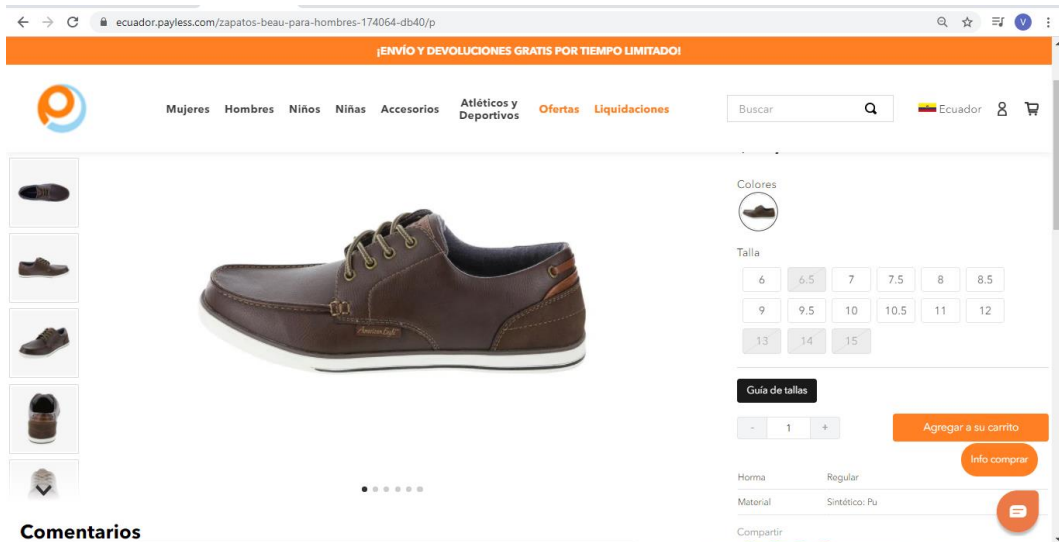 ecuador.payless.com/zapatos-beau-para-hombres-174064-db40/p
V
¡ENVÍO Y DEVOLUCIONES GRATIS POR TIEMPO LIMITADO!
Mujeres Hombres Niños Niñas Accesorios Atléticos y Deportivos Ofertas Liquidaciones
Buscar
Ecuador
Colores
Talla
6 6.5 7 7.5 8 8.5
9 9.5 10 10.5 11 12
13 14 15
Guía de tallas
- 1 +
Agregar a su carrito
Info comprar
Horma Regular
Material Sintético: Pu
Compartir
American Eagle
Comentarios